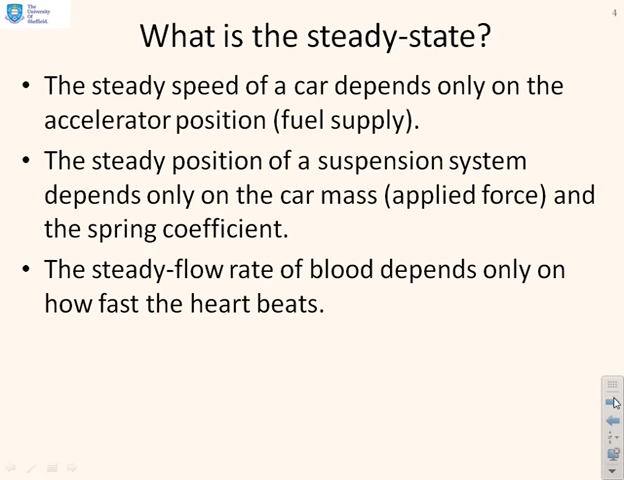 The
University
Of
Sheffield.
4
What is the steady-state?
• The steady speed of a car depends only on the
accelerator position (fuel supply).
• The steady position of a suspension system
depends only on the car mass (applied force) and
the spring coefficient.
• The steady-flow rate of blood depends only on
how fast the heart beats.